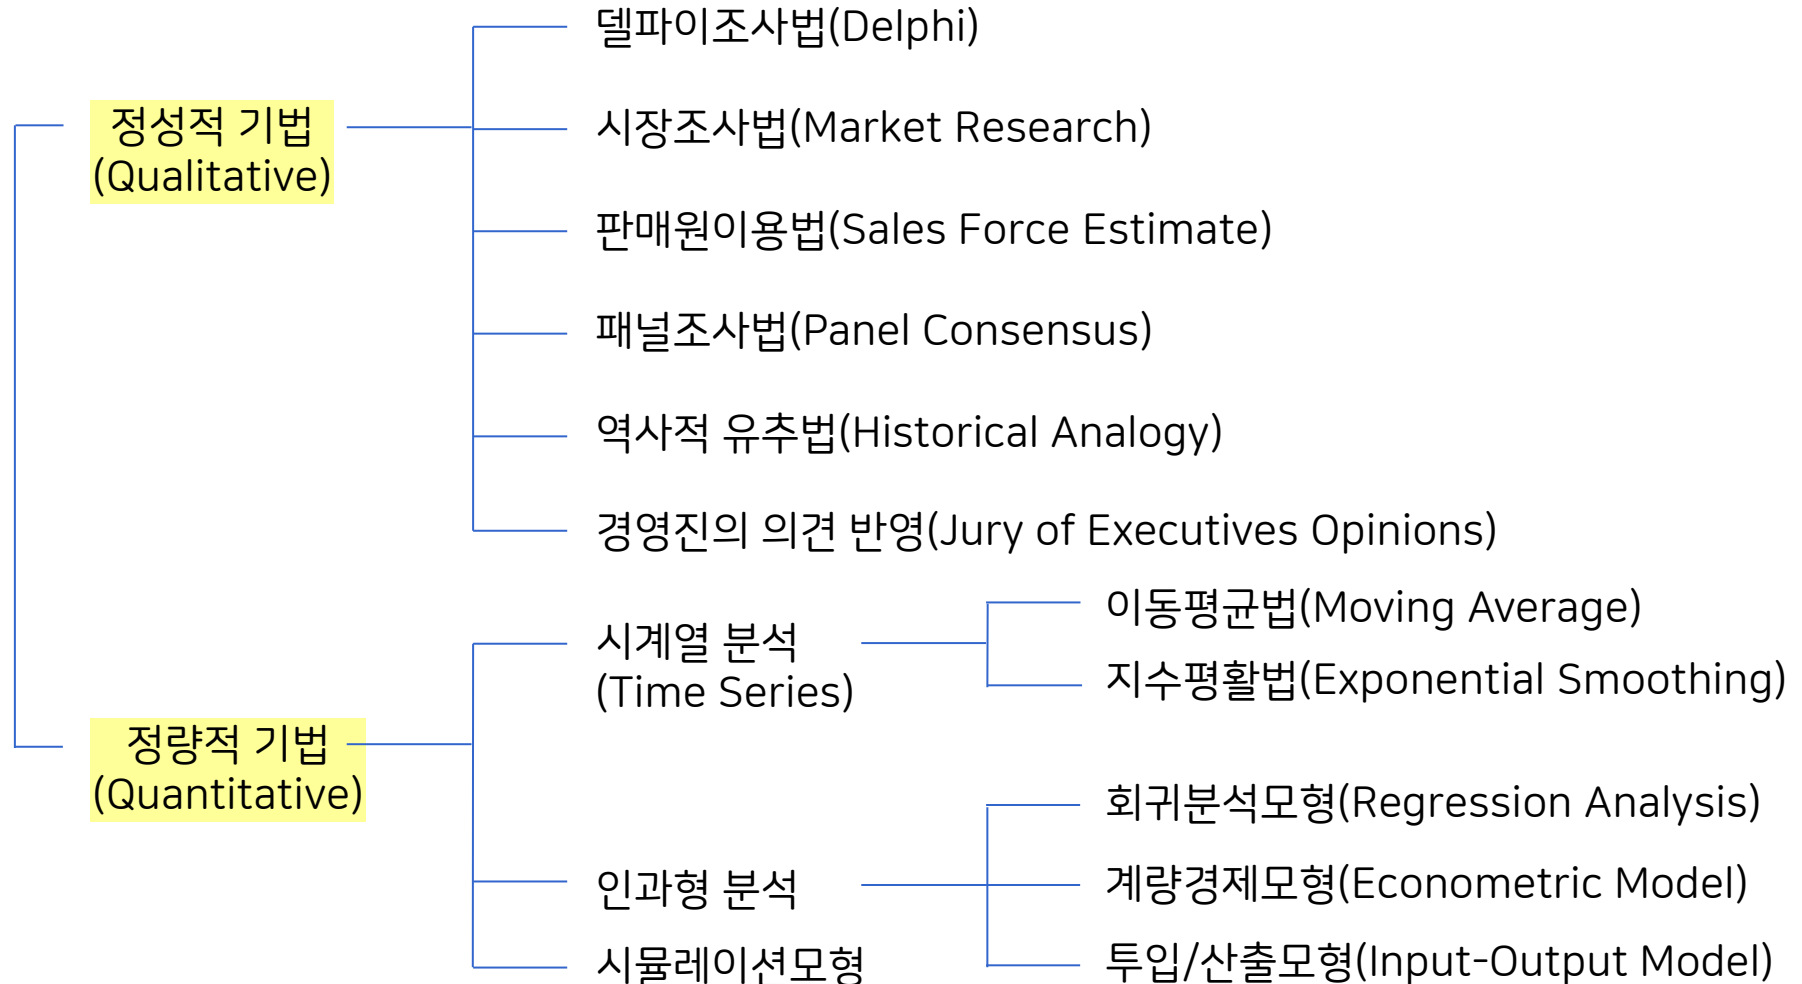 델파이조사법(Delphi)
정성적 기법
(Qualitative)
시장조사법(Market Research)
판매원이용법(Sales Force Estimate)
패널조사법(Panel Consensus)
역사적 유추법(Historical Analogy)
경영진의 의견 반영(Jury of Executives Opinions)
정량적 기법
(Quantitative)
시계열 분석
(Time Series)
이동평균법(Moving Average)
지수평활법(Exponential Smoothing)
인과형 분석
회귀분석모형(Regression Analysis)
계량경제모형(Econometric Model)
투입/산출모형(Input-Output Model)
시뮬레이션모형